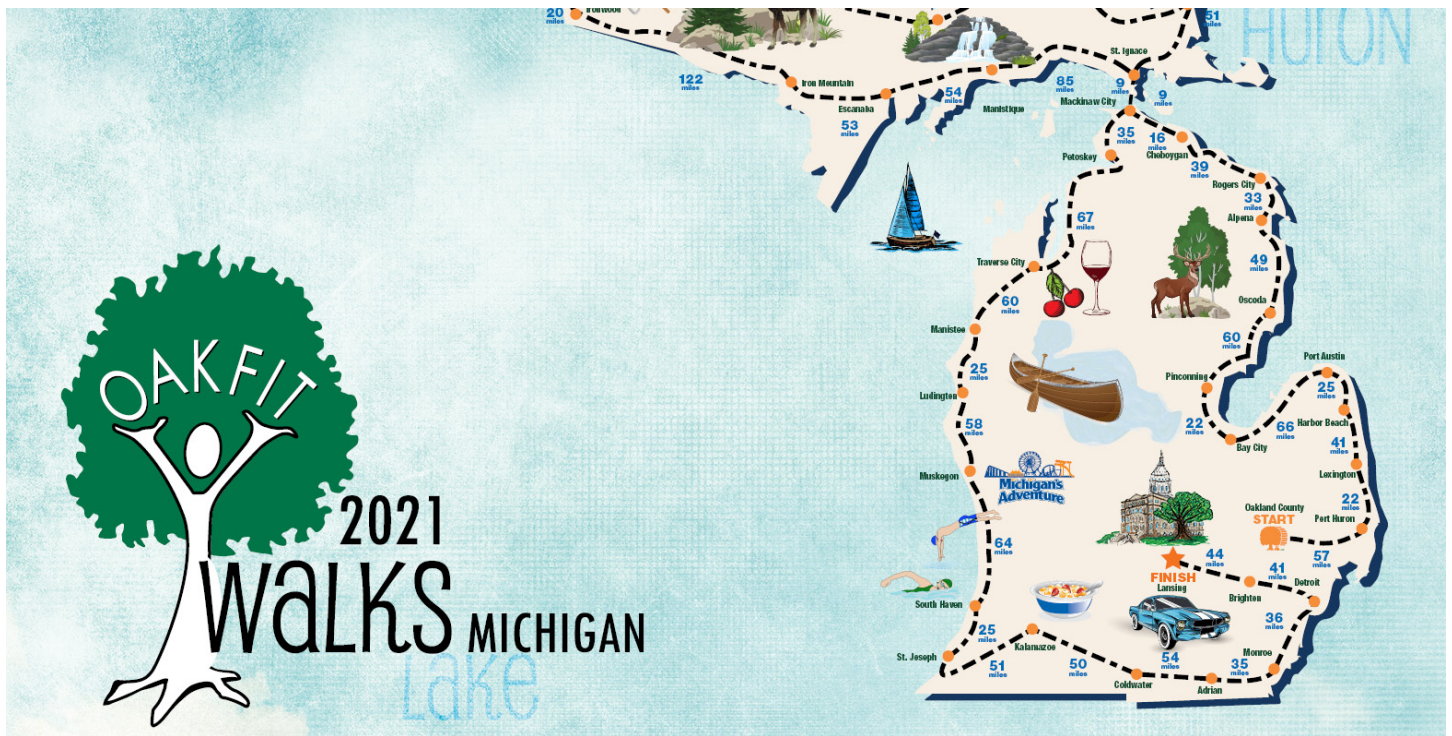 20
miles
Ironwood
51
miles
Huron
St. Ignace
122
miles
Iron Mountain
85
miles
9
miles
9
miles
54
miles
Escanaba
Manistique
Mackinaw City
53
miles
35
miles
16
miles
Petoskey
Cheboygan
39
miles
Rogers City
33
miles
Alpena
67
miles
Traverse City
49
miles
60
miles
Oscoda
Manistee
60
miles
Port Austin
25
miles
Pinconning
25
miles
Ludington
OAKFIT
58
miles
22
miles
66
miles
Harbor Beach
Bay City
41
miles
Muskogon
Michigan's
Adventure
Lexington
2021
22
miles
Oakland County
START
Port Huron
64
miles
44
miles
57
miles
FINISH
Lansing
41
miles
Detroit
Brighton
WALKS MICHIGAN
South Haven
36
miles
25
miles
Kalamazoe
St. Joseph
51
miles
50
miles
54
miles
35
miles
Monroe
Coldwater
Adrian
Lake